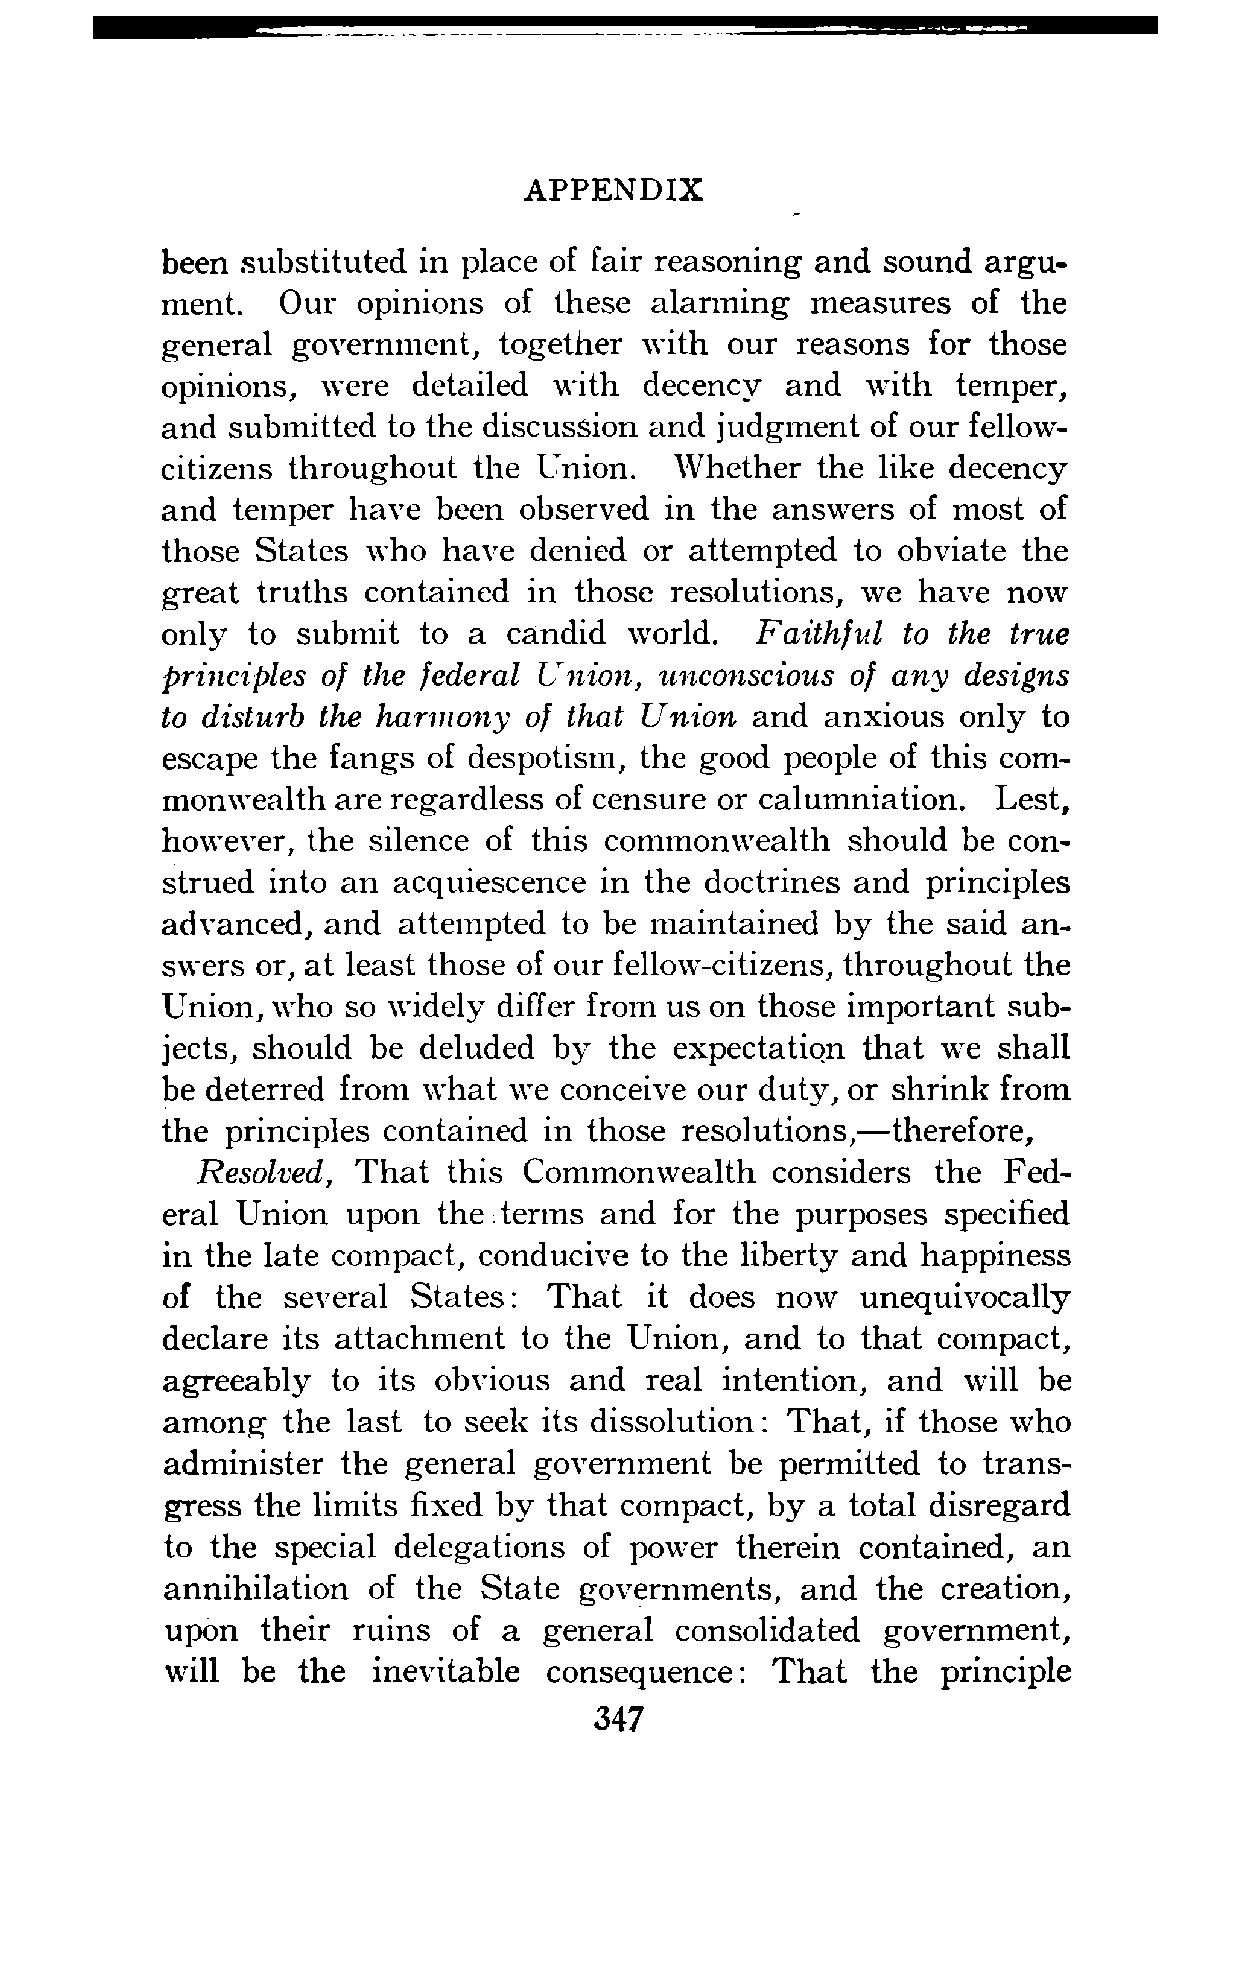 APPENDIX
been substituted in place of fair reasoning and sound argu-
ment. Our opinions of these alarming measures of the
general government, together with our reasons for those
opinions, were detailed with decency and with temper,
and submitted to the discussion and judgment of our fellow-
citizens throughout the Union. Whether the like decency
and temper have been observed in the answers of most of
those States who have denied or attempted to obviate the
great truths contained in those resolutions, we have now
only to submit to a candid world. Faithful to the true
principles of the federal Union, unconscious of any designs
to disturb the harmony of that Union and anxious only to
escape the fangs of despotism, the good people of this com-
monwealth are regardless of censure or calumniation. Lest,
however, the silence of this commonwealth should be con-
strued into an acquiescence in the doctrines and principles
advanced, and attempted to be maintained by the said an-
swers or, at least those of our fellow-citizens, throughout the
Union, who so widely differ from us on those important sub-
jects, should be deluded by the expectation that we shall
be deterred from what we conceive our duty, or shrink from
the principles contained in those resolutions,—therefore,
Resolved, That this Commonwealth considers the Fed-
eral Union upon the terms and for the purposes specified
in the late compact, conducive to the liberty and happiness
of the several States: That it does now unequivocally
declare its attachment to the Union, and to that compact,
agreeably to its obvious and real intention, and will be
among the last to seek its dissolution: That, if those who
administer the general government be permitted to trans-
gress the limits fixed by that compact, by a total disregard
to the special delegations of power therein contained, an
annihilation of the State governments, and the creation,
upon their ruins of a general consolidated government,
will be the inevitable consequence: That the principle
347